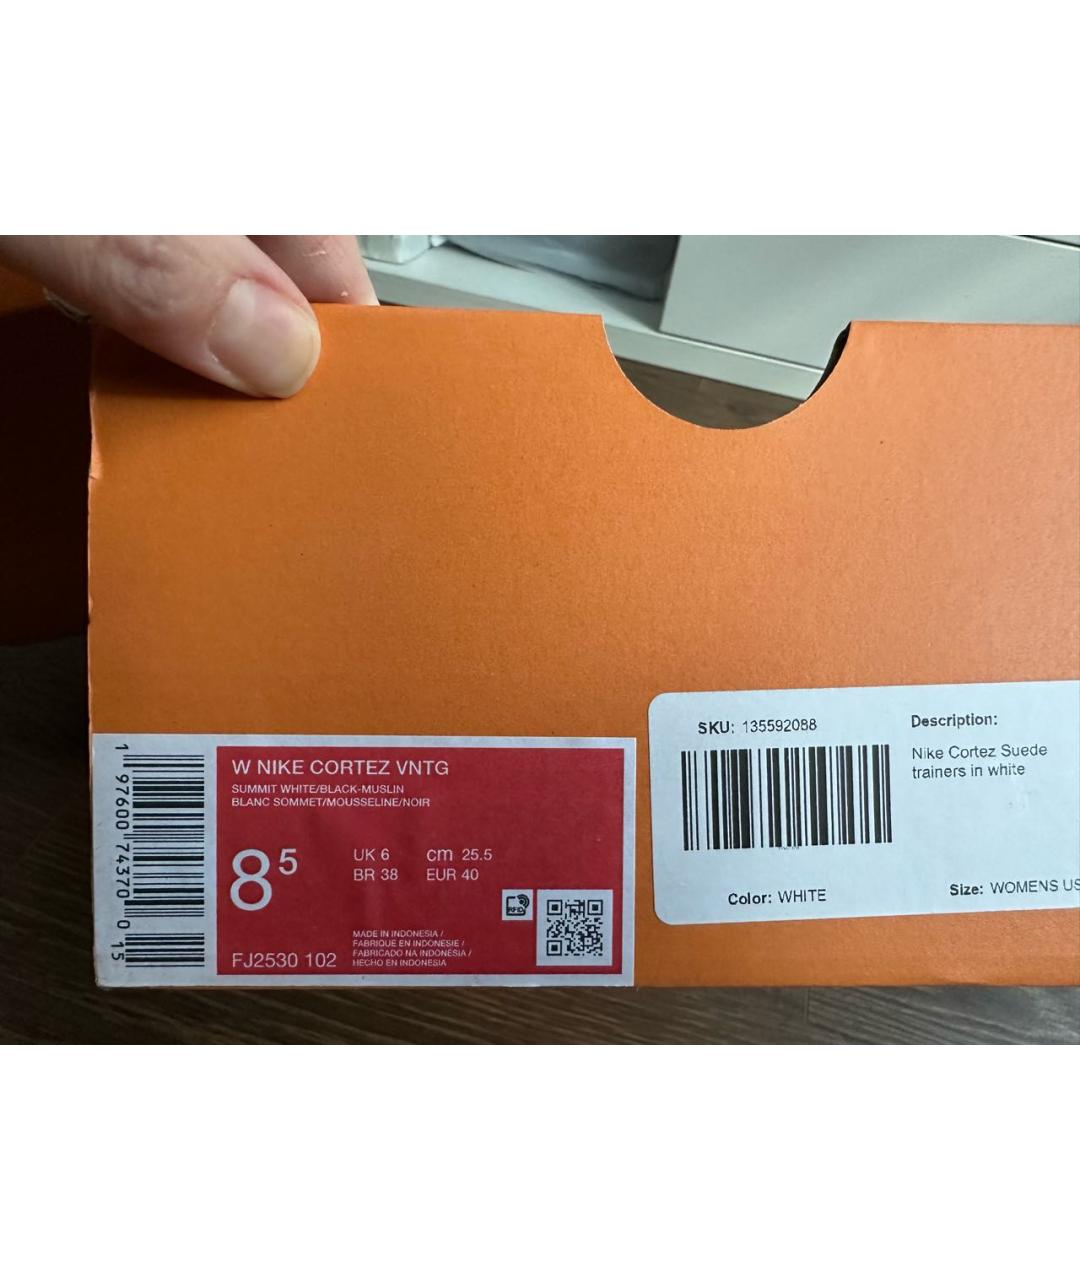 W NIKE CORTEZ VNTG
SUMMIT WHITE/BLACK-MUSLIN
BLANC SOMMET/MOUSSELINE/NOIR
8 5
UK 6 cm 25.5
BR 38 EUR 40
RFID
MADE IN INDONESIA /
FABRIQUE EN INDONESIE /
FABRICADO NA INDONÉSIA /
HECHO EN INDONESIA
FJ2530 102
1 97600 74370 0 15
SKU: 135592088
Description:
Nike Cortez Suede
trainers in white
Color: WHITE
Size: WOMENS US